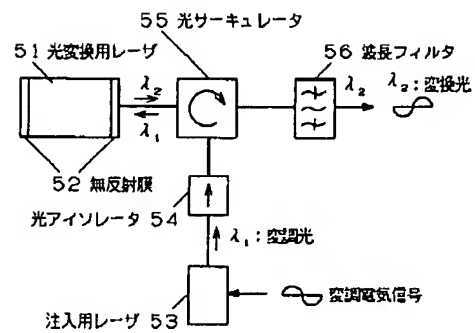 55 光サーキュレータ
51 光変換用レーザ
56 波長フィルタ
λ₂
λ₁
λ₂
λ₂:変換光
52 無反射膜
光アイソレータ 54
λ₁:変調光
注入用レーザ 53
変調電気信号